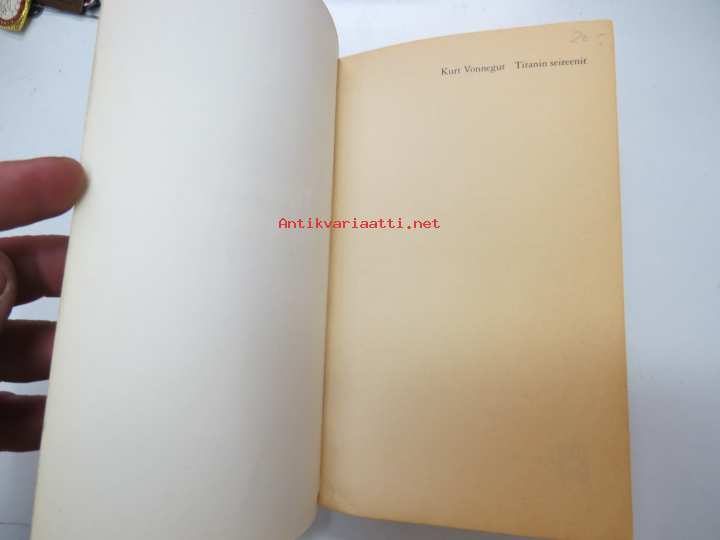 20:-
Kurt Vonnegut Titanin seireenit
Antikvariaatti.net